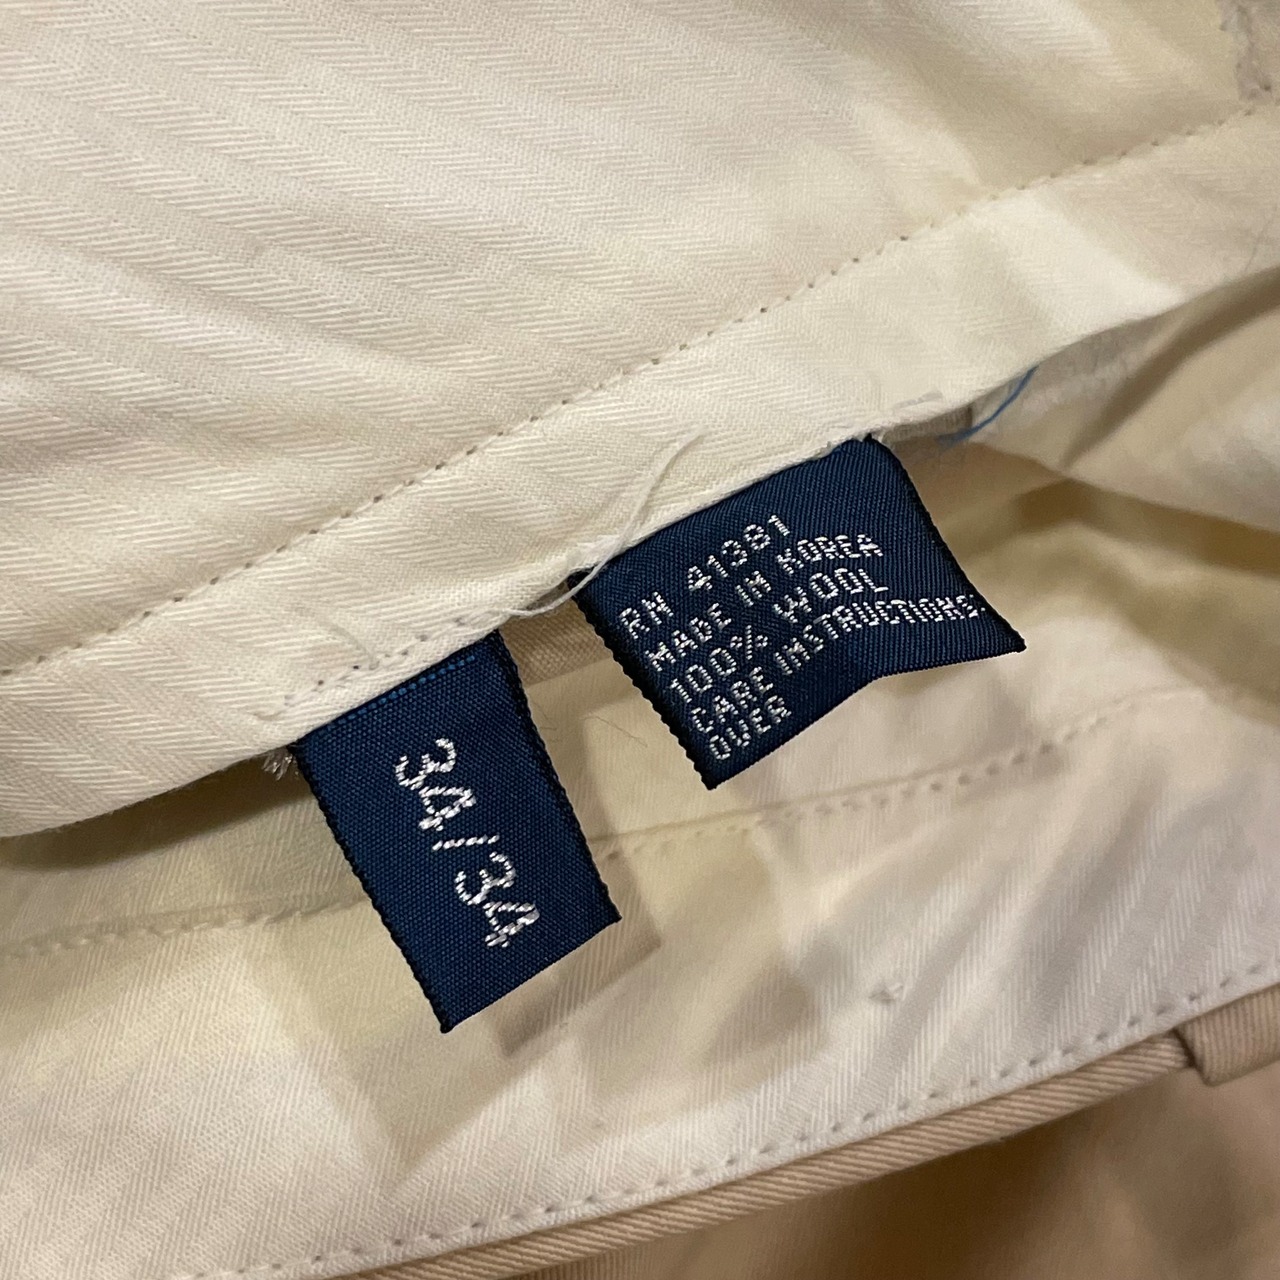 RN 41381
MADE IN KOREA
100% WOOL
CARE INSTRUCTIONS:
OVER
34/34